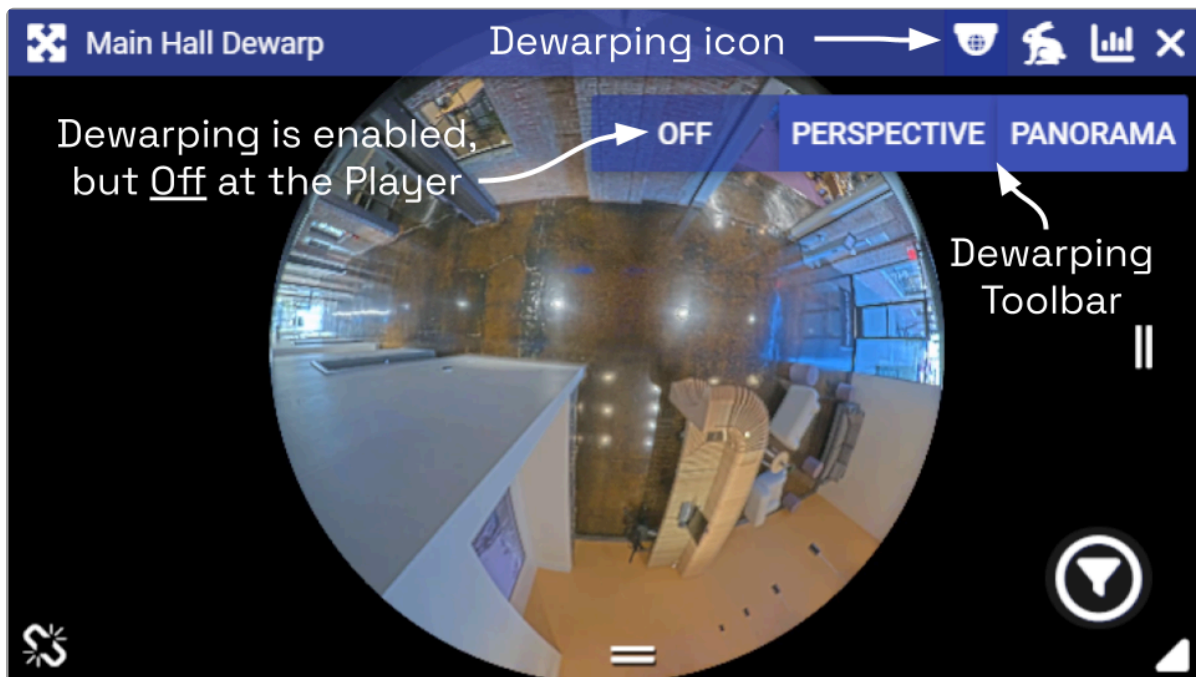 Main Hall Dewarp
Dewarping icon
Dewarping is enabled,
but Off at the Player
OFF
PERSPECTIVE
PANORAMA
Dewarping
Toolbar